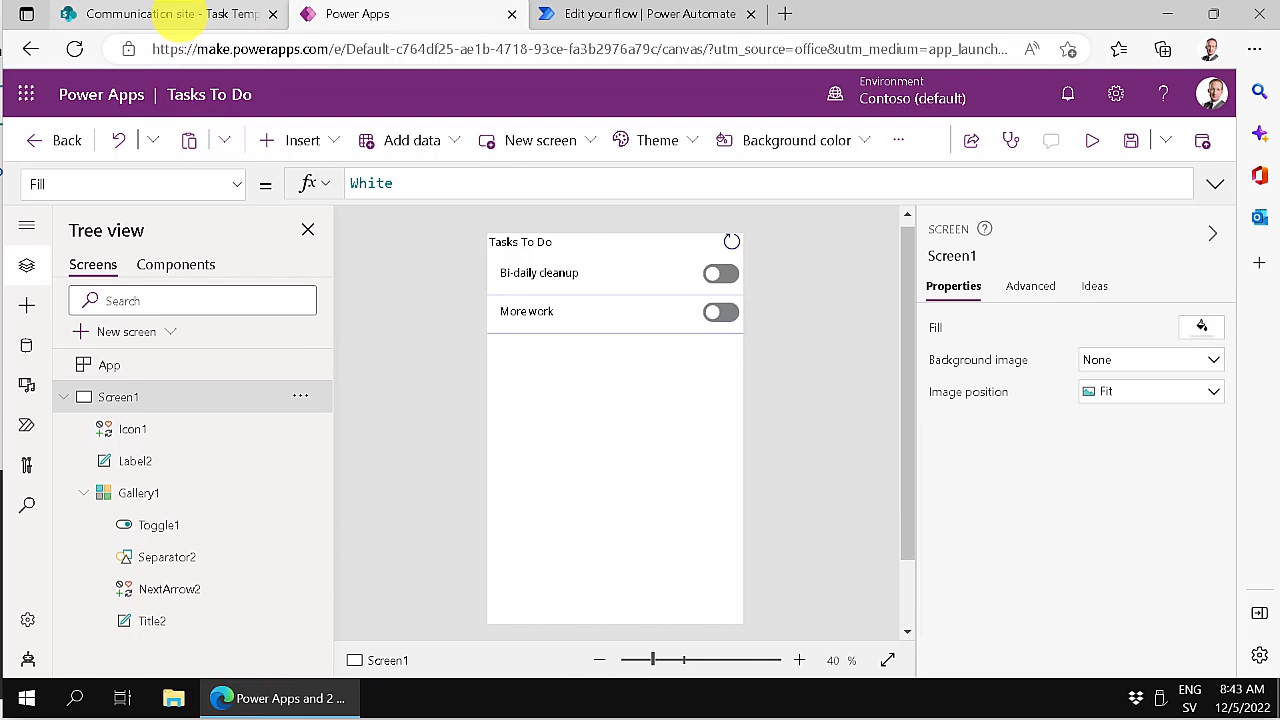 Communication site - Task Temp
Power Apps
Edit your flow | Power Automate
https://make.powerapps.com/e/Default-c764df25-ae1b-4718-93ce-fa3b2976a79c/canvas/?utm_source=office&utm_medium=app_launch...
Power Apps | Tasks To Do
Environment
Contoso (default)
Back
Insert
Add data
New screen
Theme
Background color
Fill
=
fx
White
Tree view
Screens
Components
Search
New screen
App
Screen1
Icon1
Label2
Gallery1
Toggle1
Separator2
NextArrow2
Title2
Tasks To Do
Bi-daily cleanup
More work
Screen1
40 %
SCREEN
Screen1
Properties
Advanced
Ideas
Fill
Background image
None
Image position
Fit
Power Apps and 2 ...
ENG
SV
8:43 AM
12/5/2022